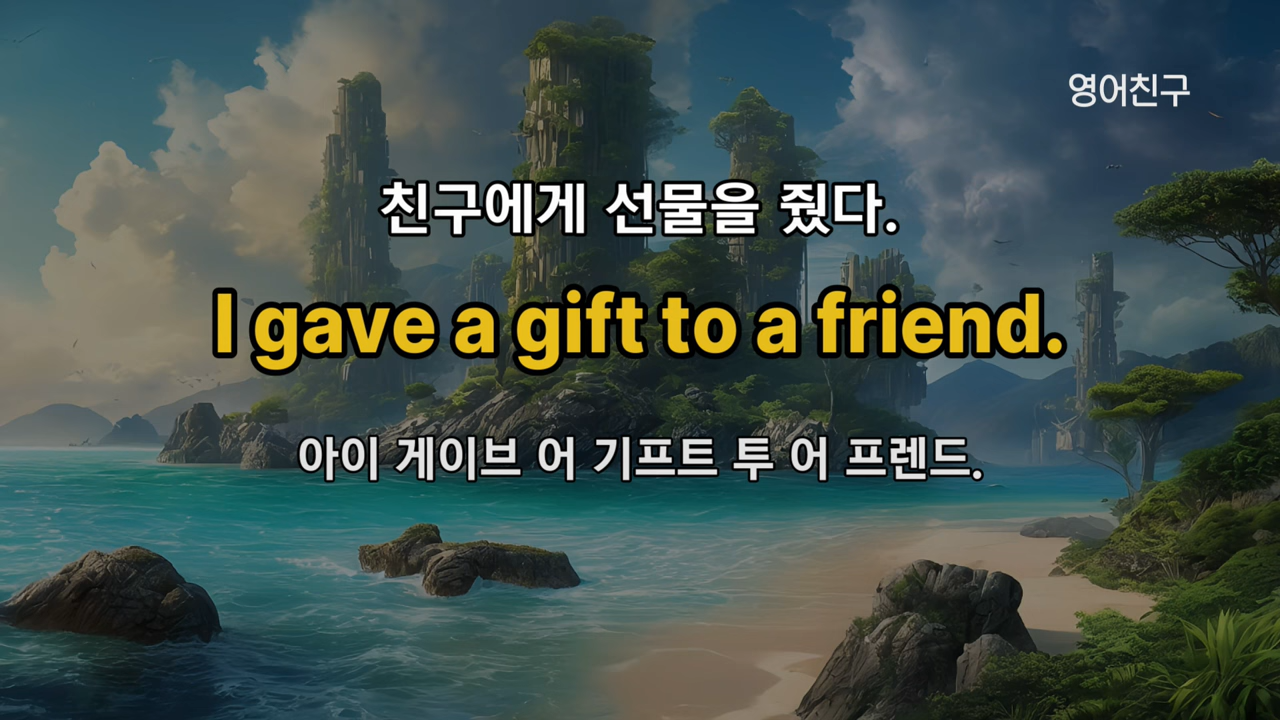 영어친구
친구에게 선물을 줬다.
I gave a gift to a friend.
아이 게이브 어 기프트 투 어 프렌드.